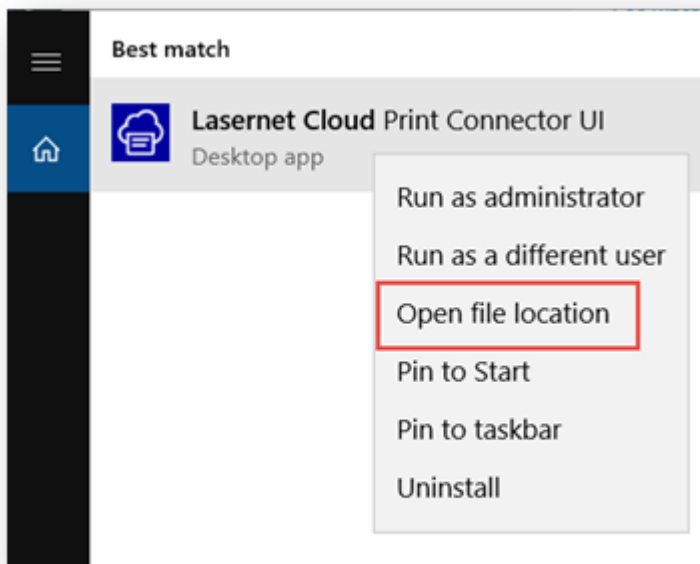 Best match
Lasernet Cloud Print Connector UI
Desktop app
Run as administrator
Run as a different user
Open file location
Pin to Start
Pin to taskbar
Uninstall